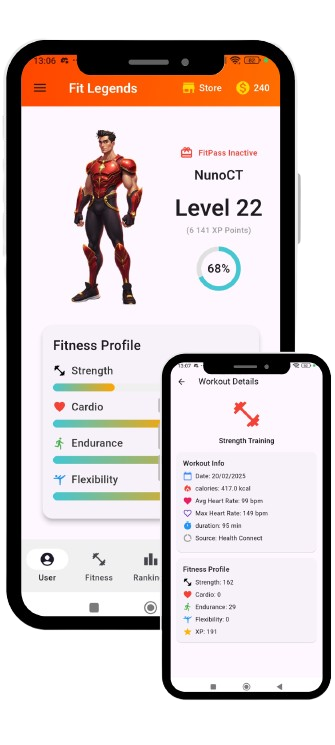 13:06
Fit Legends
Store
240
FitPass Inactive
NunoCT
Level 22
(6 141 XP Points)
68%
Fitness Profile
Strength
Cardio
Endurance
Flexibility
User
Fitness
Rankin
13:07
Workout Details
Strength Training
Workout Info
Date: 20/02/2025
calories: 417.0 kcal
Avg Heart Rate: 99 bpm
Max Heart Rate: 149 bpm
duration: 95 min
Source: Health Connect
Fitness Profile
Strength: 162
Cardio: 0
Endurance: 29
Flexibility: 0
XP: 191